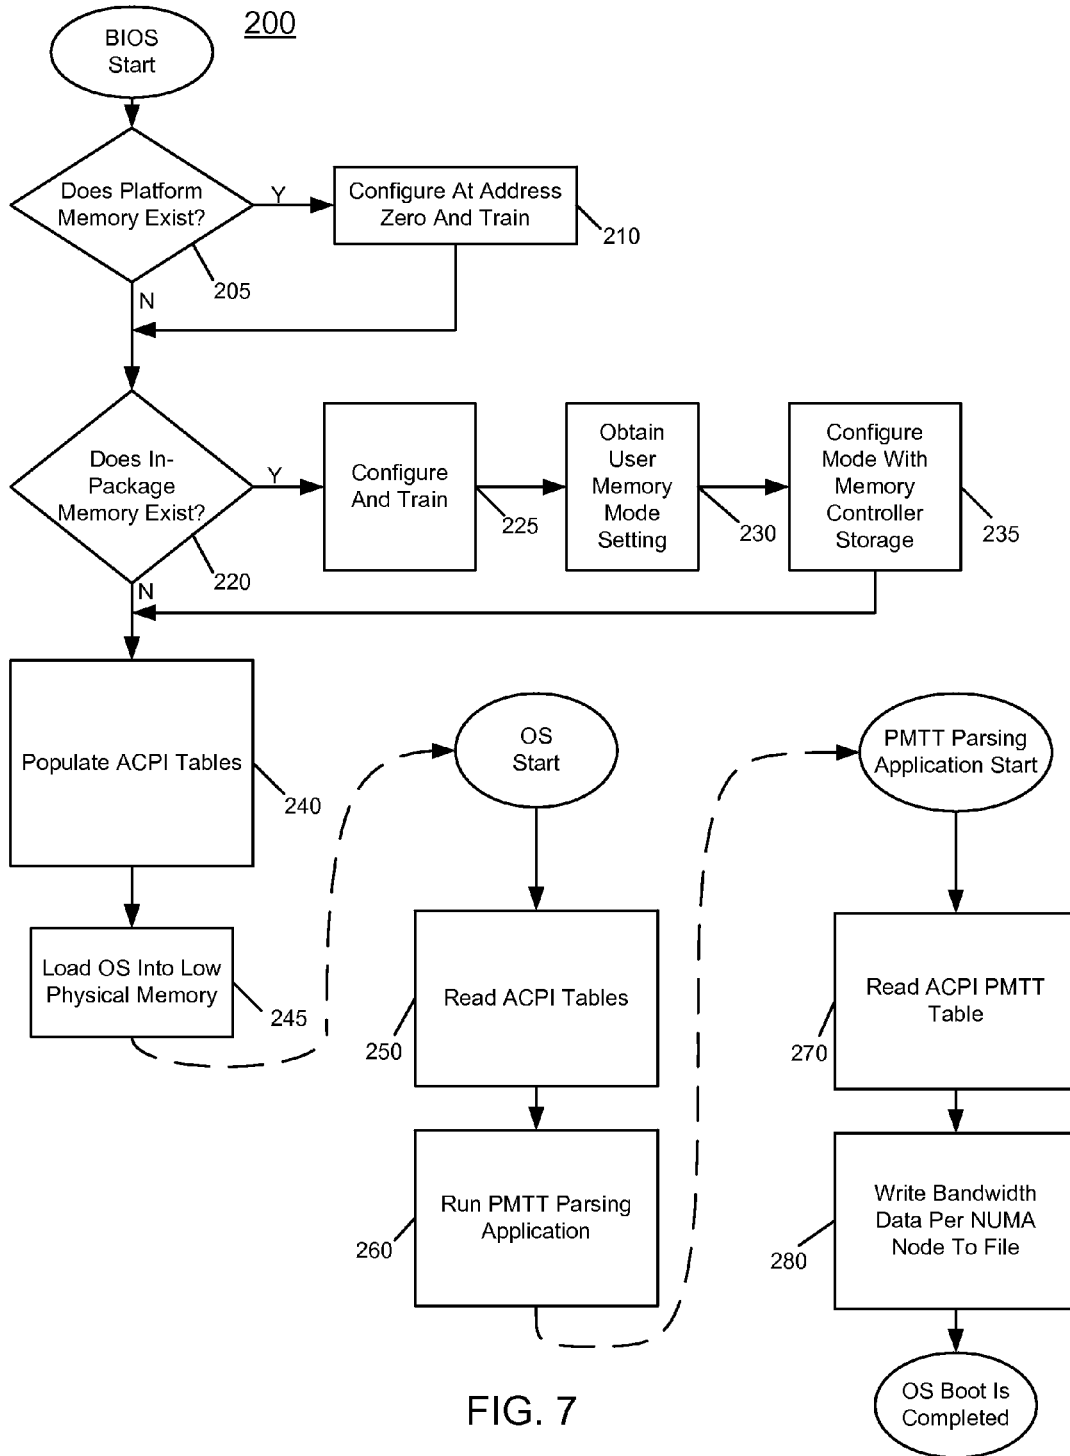 200
BIOS
Start
Does Platform
Memory Exist?
Y
Configure At Address
Zero And Train
210
205
N
Does In-
Package
Memory Exist?
Y
Configure
And Train
225
Obtain
User
Memory
Mode
Setting
230
Configure
Mode With
Memory
Controller
Storage
235
220
N
Populate ACPI Tables
240
Load OS Into Low
Physical Memory
245
OS
Start
Read ACPI Tables
250
Run PMTT Parsing
Application
260
PMTT Parsing
Application Start
Read ACPI PMTT
Table
270
Write Bandwidth
Data Per NUMA
Node To File
280
OS Boot Is
Completed
FIG. 7